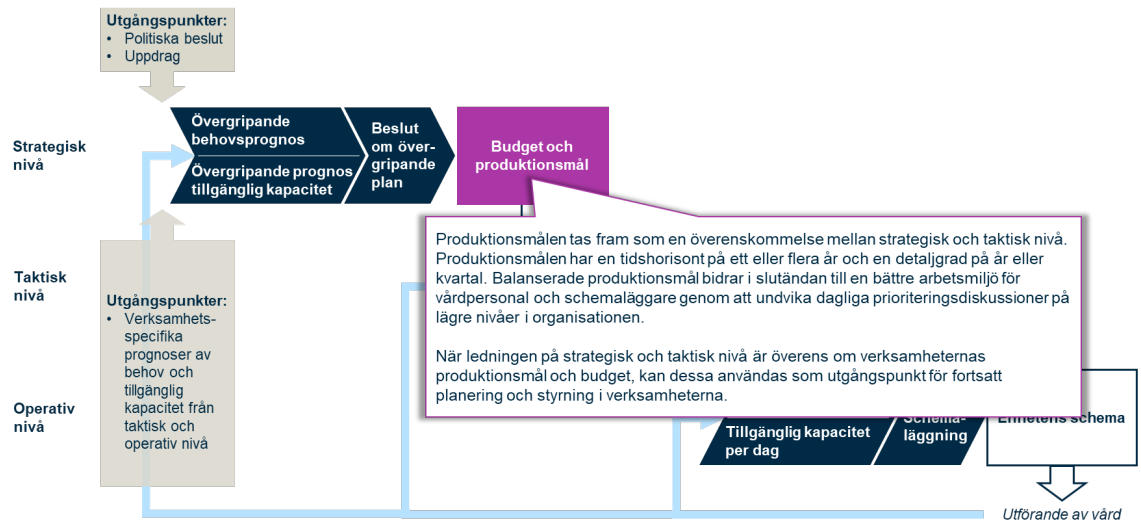 Utgångspunkter:
• Politiska beslut
• Uppdrag
Strategisk
nivå
Övergripande
behovsprognos
Övergripande prognos
tillgänglig kapacitet
Beslut
om över-
gripande
plan
Budget och
produktionsmål
Produktionsmålen tas fram som en överenskommelse mellan strategisk och taktisk nivå.
Produktionsmålen har en tidshorisont på ett eller flera år och en detaljgrad på år eller
kvartal. Balanserade produktionsmål bidrar i slutändan till en bättre arbetsmiljö för
vårdpersonal och schemaläggare genom att undvika dagliga prioriteringsdiskussioner på
lägre nivåer i organisationen.
När ledningen på strategisk och taktisk nivå är överens om verksamheternas
produktionsmål och budget, kan dessa användas som utgångspunkt för fortsatt
planering och styrning i verksamheterna.
Taktisk
nivå
Utgångspunkter:
• Verksamhets-
specifika
prognoser av
behov och
tillgänglig
kapacitet från
taktisk och
operativ nivå
Operativ
nivå
Tillgänglig kapacitet
per dag
Schema-
läggning
Enhetens schema
Utförande av vård